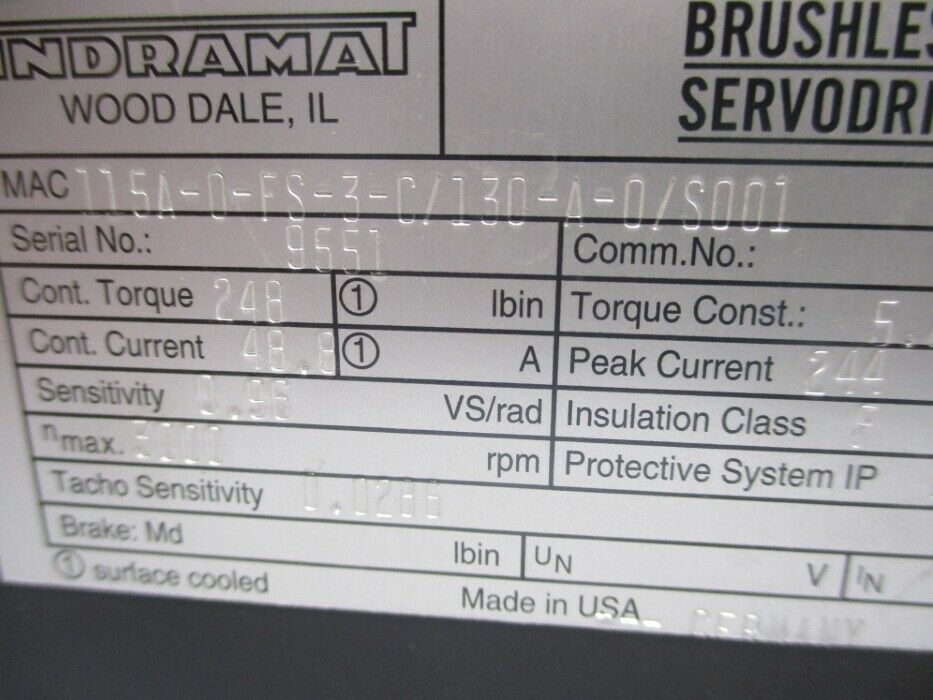 INDRAMAT
WOOD DALE, IL
BRUSHLES
SERVODRI
MAC 115A-0-FS-3-C/130-A-0/S001
Serial No.: 9651
Comm.No.:
Cont. Torque 248 ① lbin
Torque Const.: 5.
Cont. Current 48.8 ① A
Peak Current 244
Sensitivity 0.96 VS/rad
Insulation Class
nmax. 3000 rpm
Protective System IP
Tacho Sensitivity 0.0286
Brake: Md lbin
UN V
IN
① surface cooled
Made in USA
GERMANY